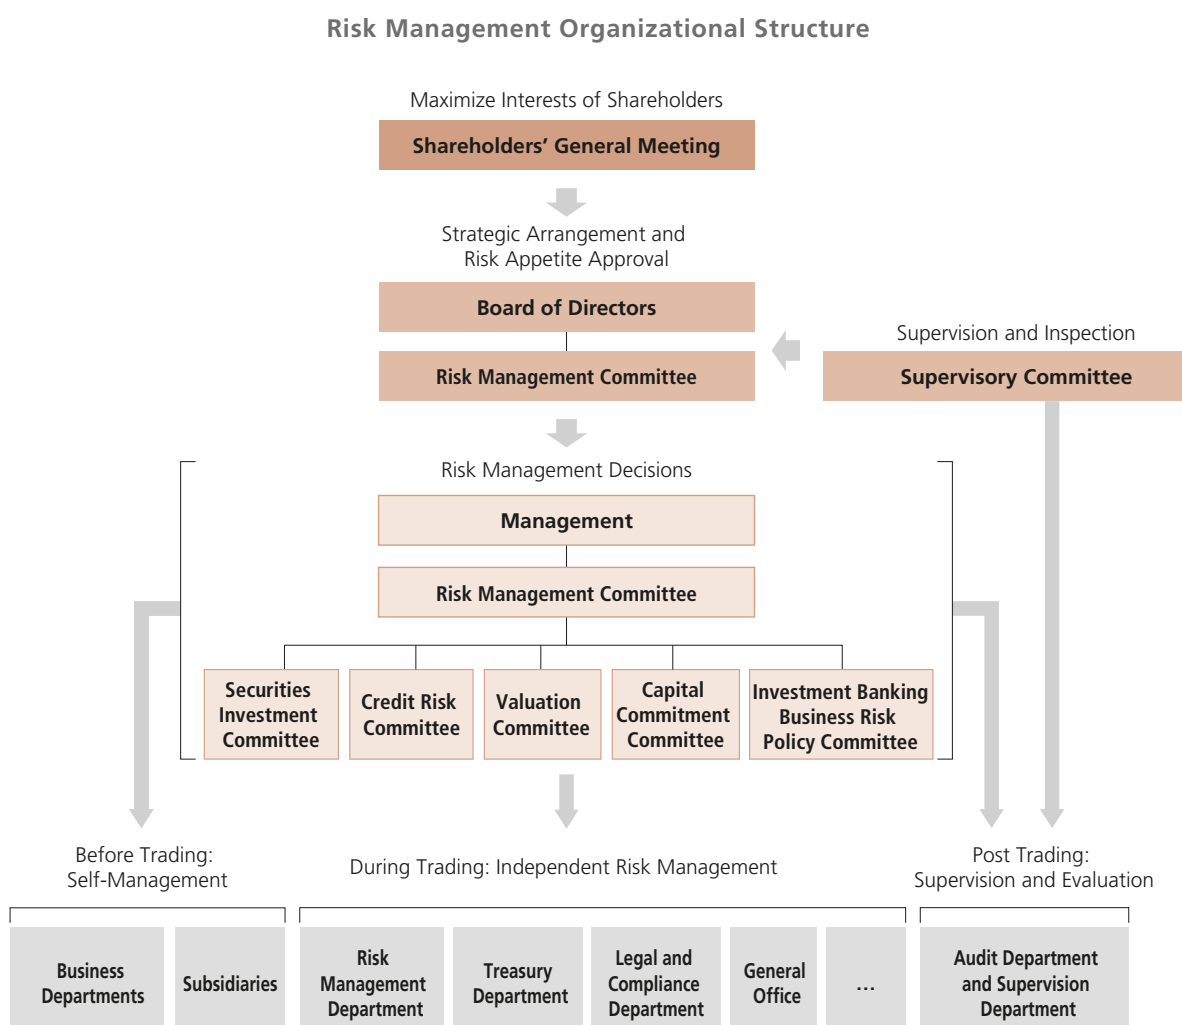 Risk Management Organizational Structure
Maximize Interests of Shareholders
Shareholders’ General Meeting
Strategic Arrangement and
Risk Appetite Approval
Board of Directors
Supervision and Inspection
Risk Management Committee
Supervisory Committee
Risk Management Decisions
Management
Risk Management Committee
Securities
Investment
Committee
Credit Risk
Committee
Valuation
Committee
Capital
Commitment
Committee
Investment Banking
Business Risk
Policy Committee
Before Trading:
Self-Management
During Trading: Independent Risk Management
Post Trading:
Supervision and Evaluation
Business
Departments
Subsidiaries
Risk
Management
Department
Treasury
Department
Legal and
Compliance
Department
General
Office
...
Audit Department
and Supervision
Department